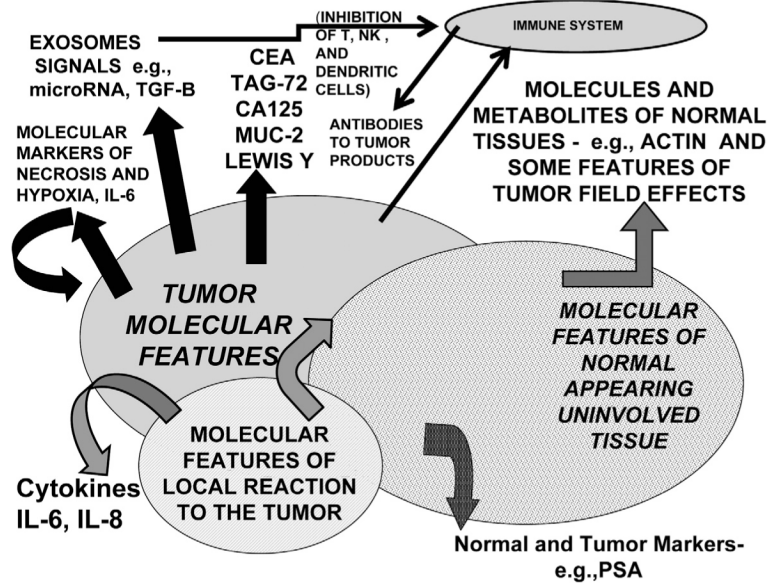 EXOSOMES
SIGNALS e.g.,
microRNA, TGF-B
CEA
TAG-72
CA125
MUC-2
LEWIS Y
(INHIBITION
OF T, NK ,
AND
DENDRITIC
CELLS)
IMMUNE SYSTEM
ANTIBODIES
TO TUMOR
PRODUCTS
MOLECULES AND
METABOLITES OF NORMAL
TISSUES - e.g., ACTIN AND
SOME FEATURES OF
TUMOR FIELD EFFECTS
MOLECULAR
MARKERS OF
NECROSIS AND
HYPOXIA, IL-6
TUMOR
MOLECULAR
FEATURES
MOLECULAR
FEATURES OF
NORMAL
APPEARING
UNINVOLVED
TISSUE
MOLECULAR
FEATURES OF
LOCAL REACTION
TO THE TUMOR
Cytokines
IL-6, IL-8
Normal and Tumor Markers-
e.g.,PSA